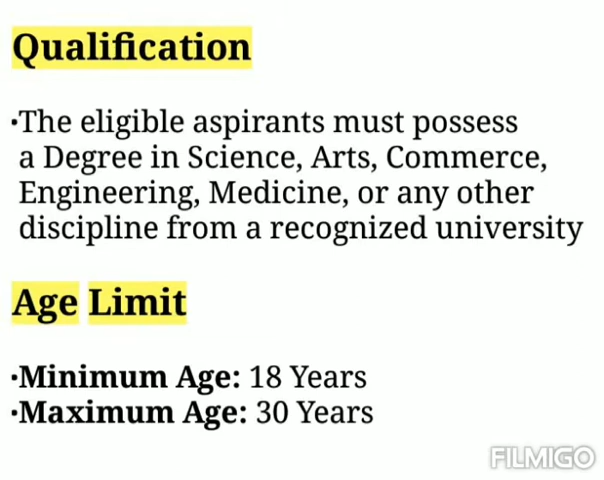 Qualification
•The eligible aspirants must possess
a Degree in Science, Arts, Commerce,
Engineering, Medicine, or any other
discipline from a recognized university
Age Limit
•Minimum Age: 18 Years
•Maximum Age: 30 Years
FILMIGO